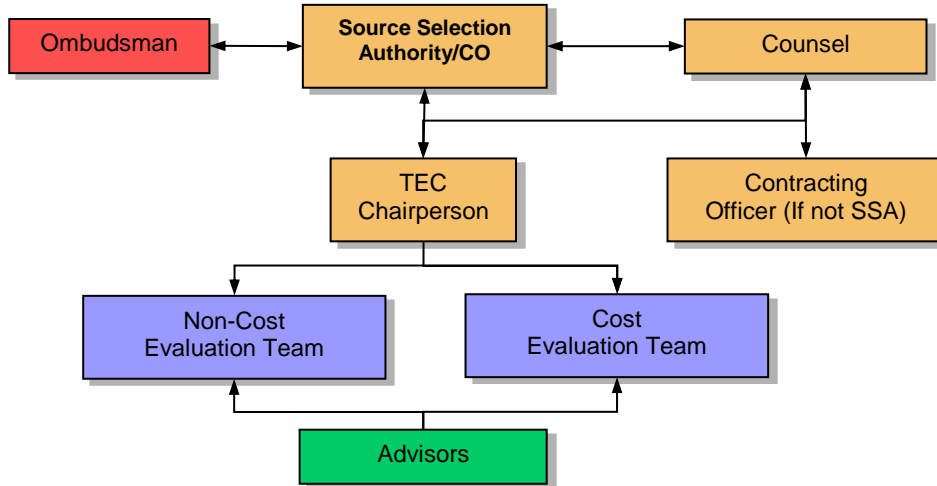 Ombudsman
Source Selection
Authority/CO
Counsel
TEC
Chairperson
Contracting
Officer (If not SSA)
Non-Cost
Evaluation Team
Cost
Evaluation Team
Advisors